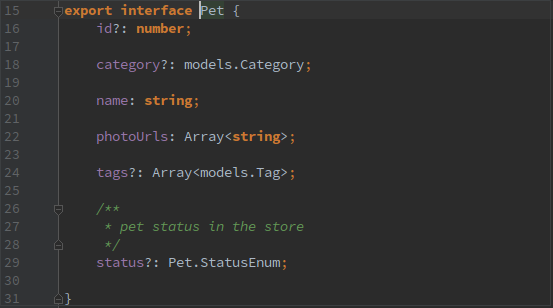 15 export interface Pet {
16 id?: number;
17
18 category?: models.Category;
19
20 name: string;
21
22 photoUrls: Array<string>;
23
24 tags?: Array<models.Tag>;
25
26 /**
27 * pet status in the store
28 */
29 status?: Pet.StatusEnum;
30
31 }